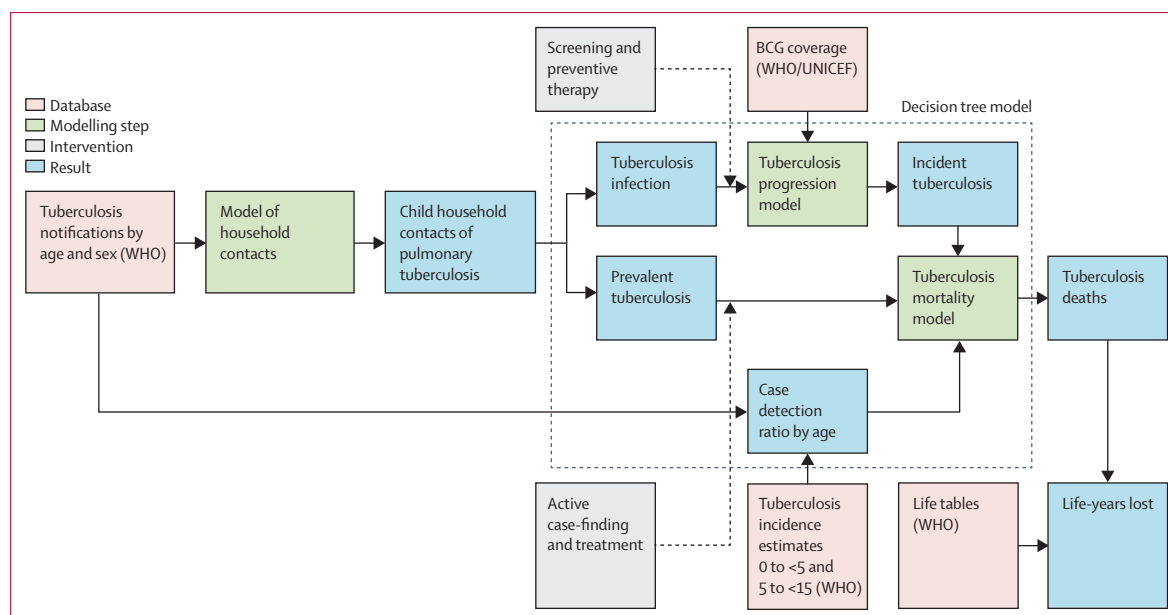 Screening and
preventive
therapy
BCG coverage
(WHO/UNICEF)
Database
Modelling step
Intervention
Result
Decision tree model
Tuberculosis
infection
Tuberculosis
progression
model
Incident
tuberculosis
Tuberculosis
notifications by
age and sex (WHO)
Model of
household
contacts
Child household
contacts of
pulmonary
tuberculosis
Prevalent
tuberculosis
Tuberculosis
mortality
model
Tuberculosis
deaths
Case
detection
ratio by age
Active
case-finding
and treatment
Tuberculosis
incidence
estimates
0 to <5 and
5 to <15 (WHO)
Life tables
(WHO)
Life-years lost